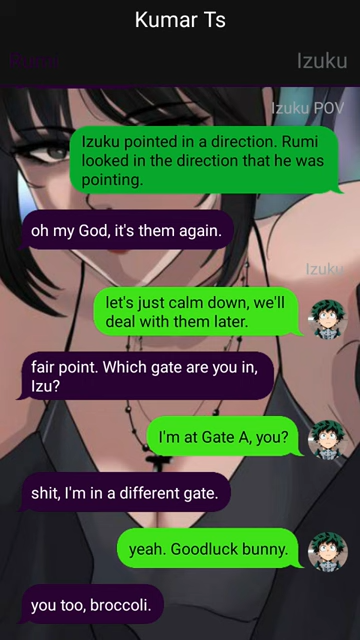 Kumar Ts
Izuku
Izuku POV
Izuku pointed in a direction. Rumi
looked in the direction that he was
pointing.
oh my God, it's them again.
Izuku
let's just calm down, we'll
deal with them later.
fair point. Which gate are you in,
Izu?
I'm at Gate A, you?
shit, I'm in a different gate.
yeah. Goodluck bunny.
you too, broccoli.